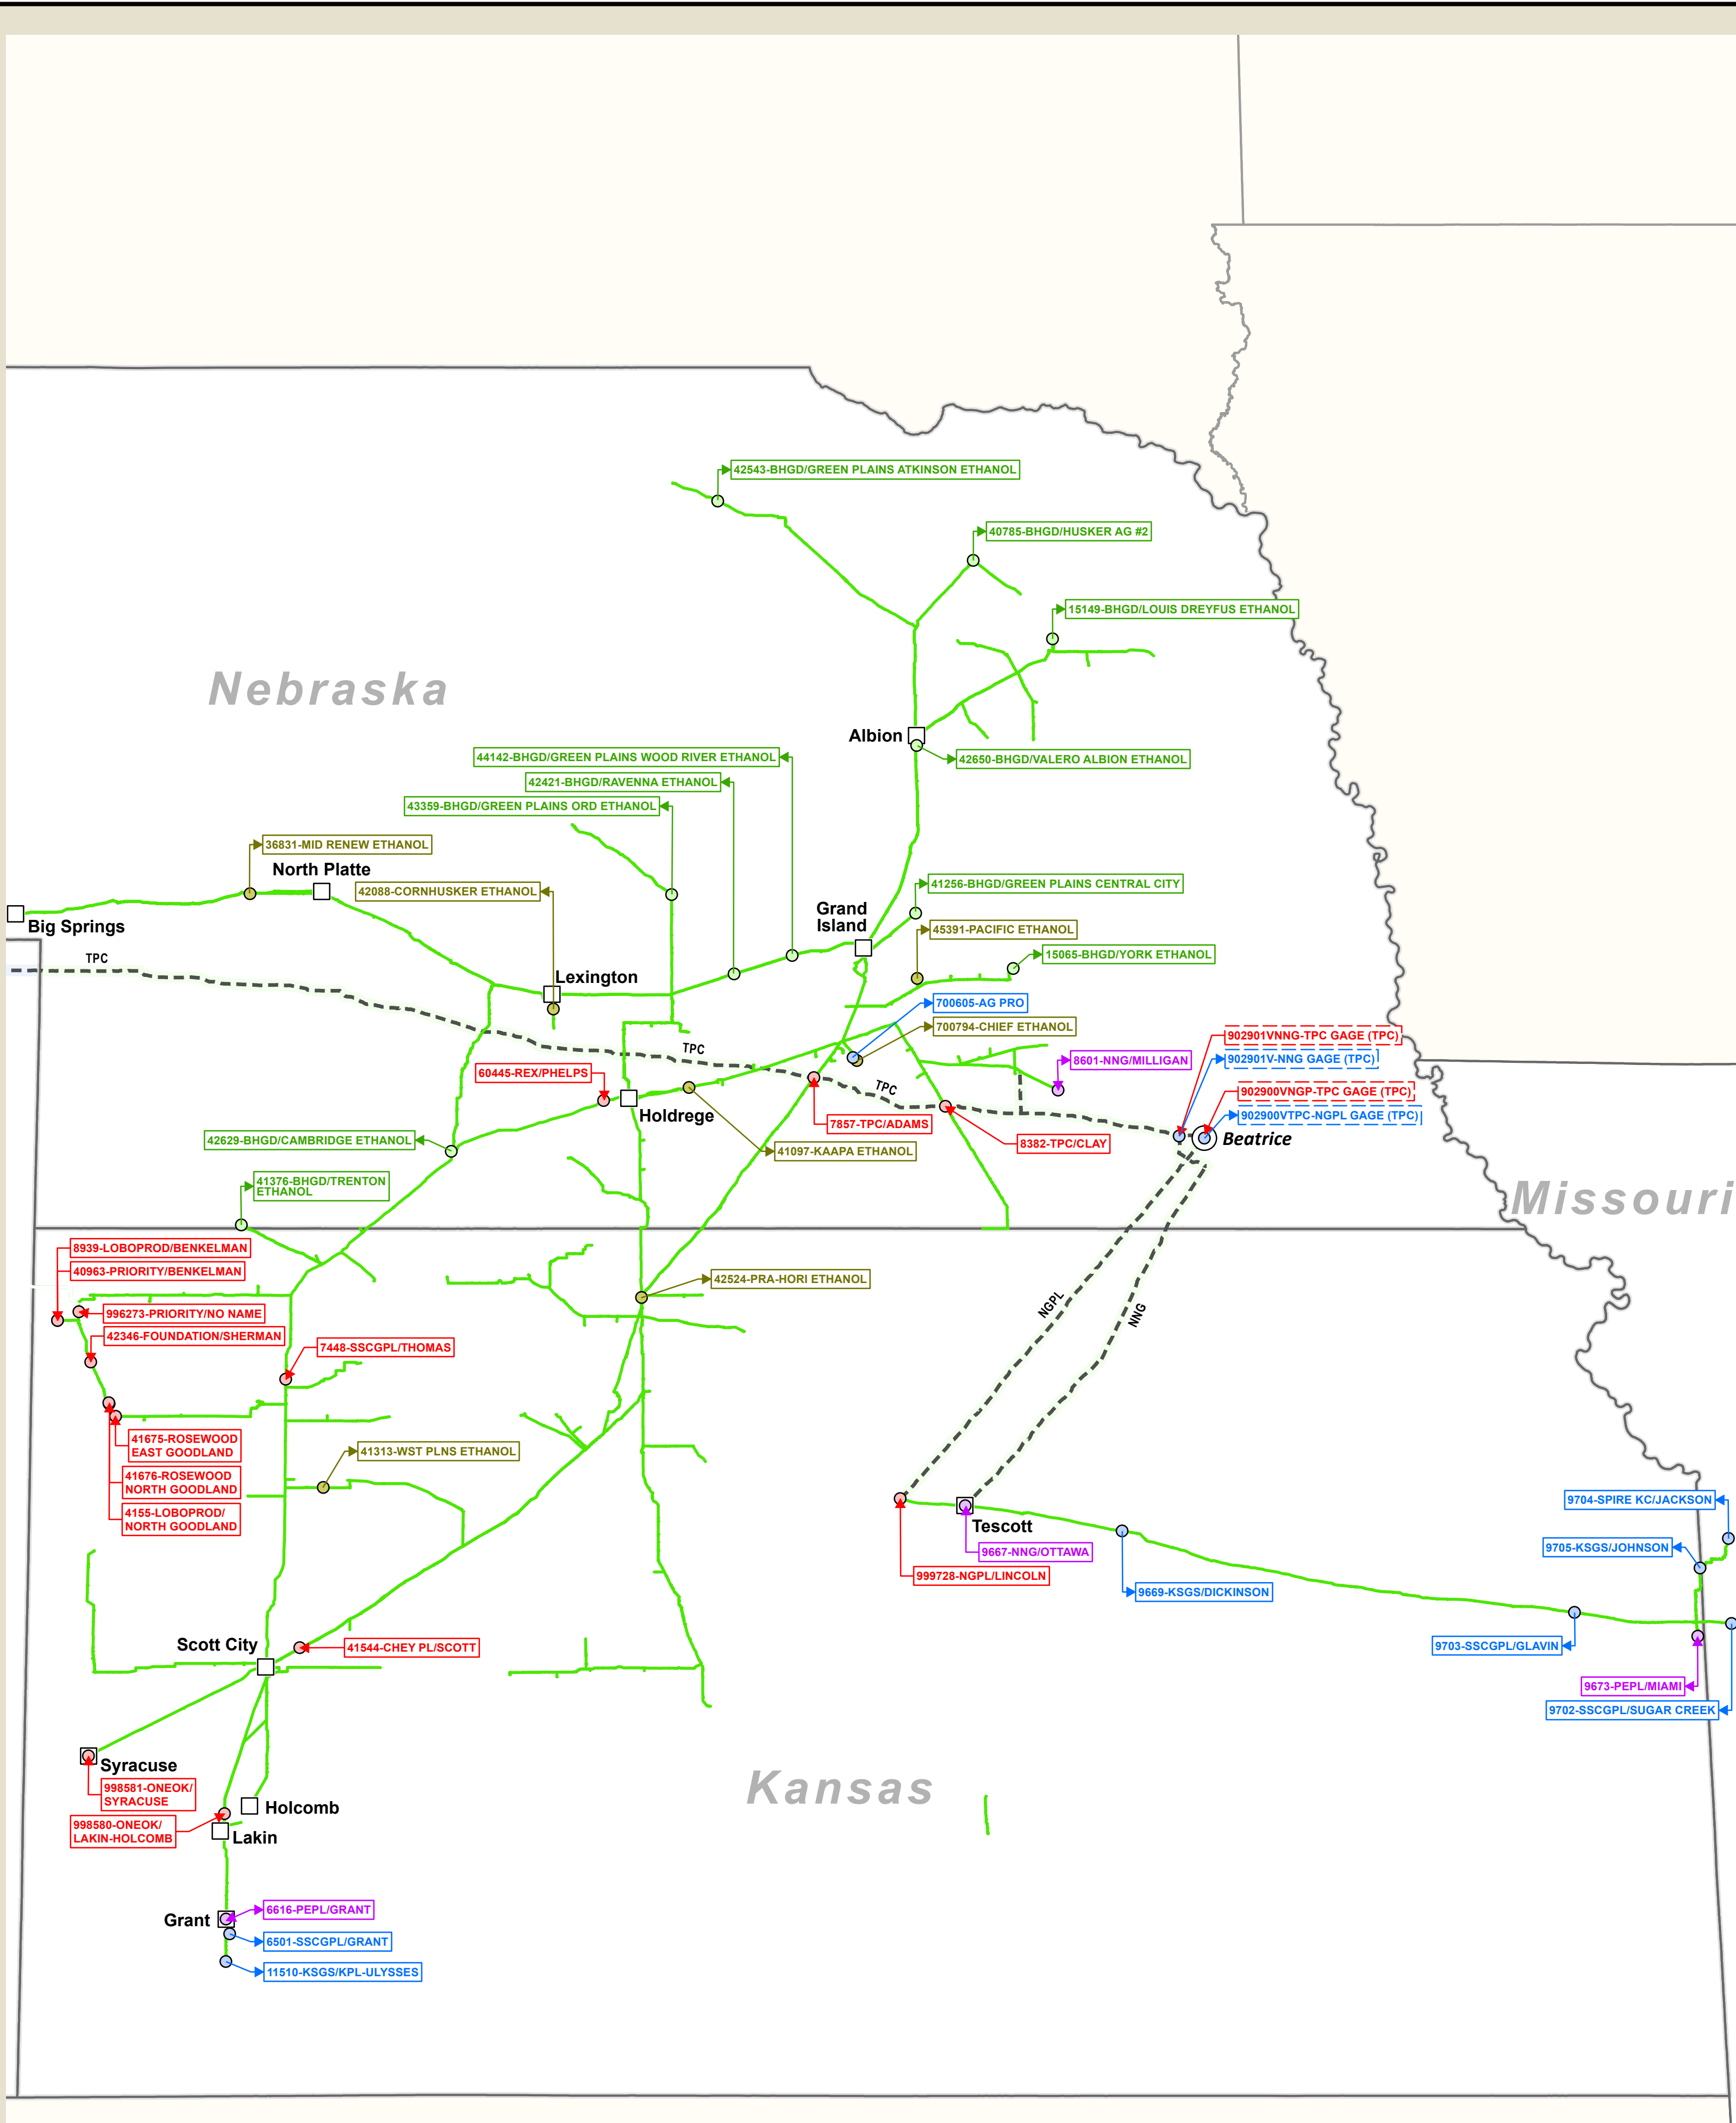 42543-BHGD/GREEN PLAINS ATKINSON ETHANOL
40785-BHGD/HUSKER AG #2
15149-BHGD/LOUIS DREYFUS ETHANOL
Nebraska
Albion
44142-BHGD/GREEN PLAINS WOOD RIVER ETHANOL
42650-BHGD/VALERO ALBION ETHANOL
42421-BHGD/RAVENNA ETHANOL
43359-BHGD/GREEN PLAINS ORD ETHANOL
36831-MID RENEW ETHANOL
North Platte
42088-CORNHUSKER ETHANOL
41256-BHGD/GREEN PLAINS CENTRAL CITY
Grand
Island
Big Springs
45391-PACIFIC ETHANOL
15065-BHGD/YORK ETHANOL
TPC
Lexington
700605-AG PRO
700794-CHIEF ETHANOL
902901VNNG-TPC GAGE (TPC)
TPC
902901V-NNG GAGE (TPC)
8601-NNG/MILLIGAN
60445-REX/PHELPS
TPC
902900VNGP-TPC GAGE (TPC)
Holdrege
902900VTPC-NGPL GAGE (TPC)
7857-TPC/ADAMS
42629-BHGD/CAMBRIDGE ETHANOL
8382-TPC/CLAY
Beatrice
41097-KAAPA ETHANOL
41376-BHGD/TRENTON
ETHANOL
Missouri
8939-LOBOPROD/BENKELMAN
40963-PRIORITY/BENKELMAN
42524-PRA-HORI ETHANOL
996273-PRIORITY/NO NAME
NGPL
NNG
42346-FOUNDATION/SHERMAN
7448-SSCGPL/THOMAS
41675-ROSEWOOD
EAST GOODLAND
41313-WST PLNS ETHANOL
41676-ROSEWOOD
NORTH GOODLAND
4155-LOBOPROD/
NORTH GOODLAND
9704-SPIRE KC/JACKSON
Tescott
9705-KSGS/JOHNSON
9667-NNG/OTTAWA
999728-NGPL/LINCOLN
9669-KSGS/DICKINSON
Scott City
41544-CHEY PL/SCOTT
9703-SSCGPL/GLAVIN
9673-PEPL/MIAMI
9702-SSCGPL/SUGAR CREEK
Syracuse
998581-ONEOK/
SYRACUSE
Kansas
Holcomb
998580-ONEOK/
LAKIN-HOLCOMB
Lakin
6616-PEPL/GRANT
Grant
6501-SSCGPL/GRANT
11510-KSGS/KPL-ULYSSES